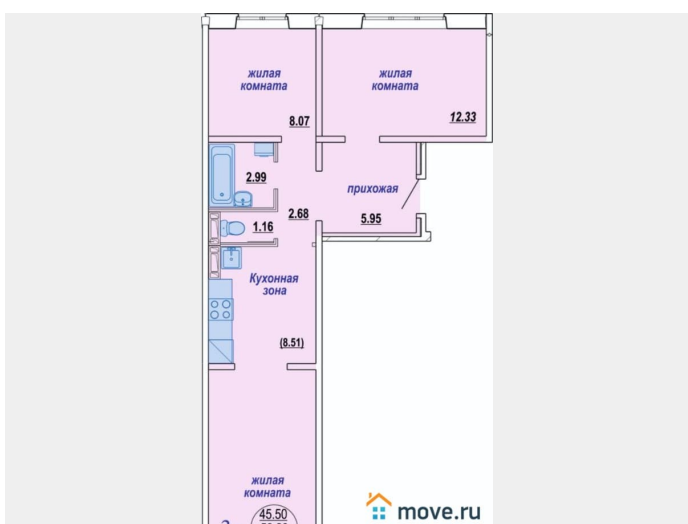 жилая
комната
8.07
жилая
комната
12.33
2.99
прихожая
5.95
2.68
1.16
Кухонная
зона
(8.51)
жилая
комната
45.50
move.ru